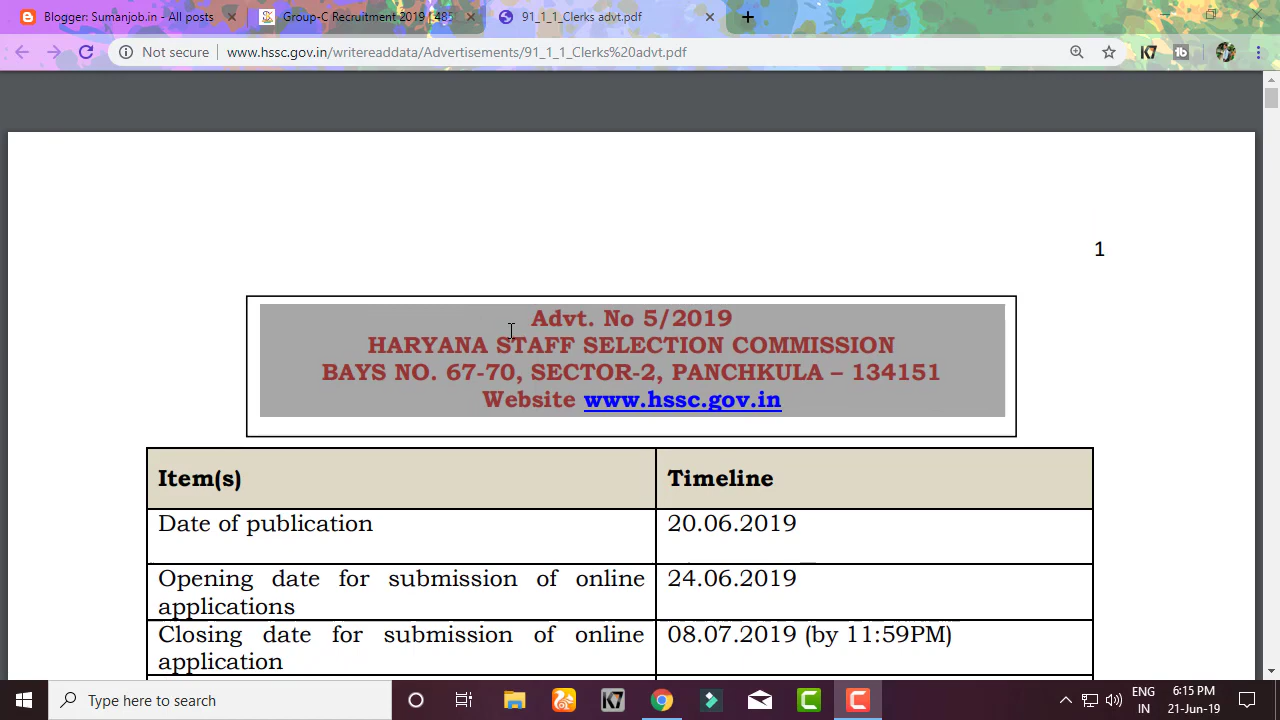 Blogger: Sumanjob.in - All posts
Group-C Recruitment 2019 | 485
91_1_1_Clerks advt.pdf
Not secure
www.hssc.gov.in/writereaddata/Advertisements/91_1_1_Clerks%20advt.pdf
1
Advt. No 5/2019
HARYANA STAFF SELECTION COMMISSION
BAYS NO. 67-70, SECTOR-2, PANCHKULA – 134151
Website www.hssc.gov.in
Item(s) Timeline
Date of publication 20.06.2019
Opening date for submission of online 24.06.2019
applications
Closing date for submission of online 08.07.2019 (by 11:59PM)
application
Type here to search
ENG
IN
6:15 PM
21-Jun-19